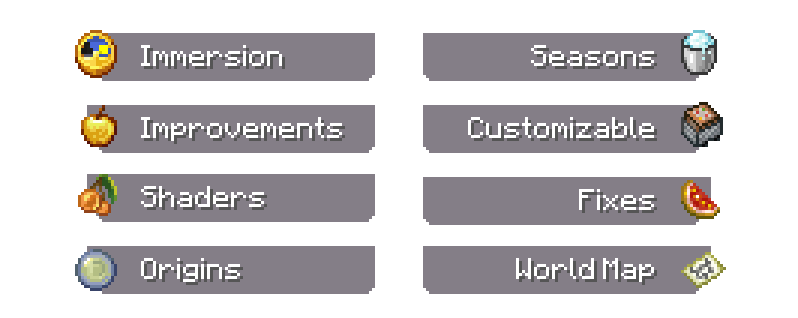 Immersion
Seasons
Improvements
Customizable
Shaders
Fixes
Origins
World Map